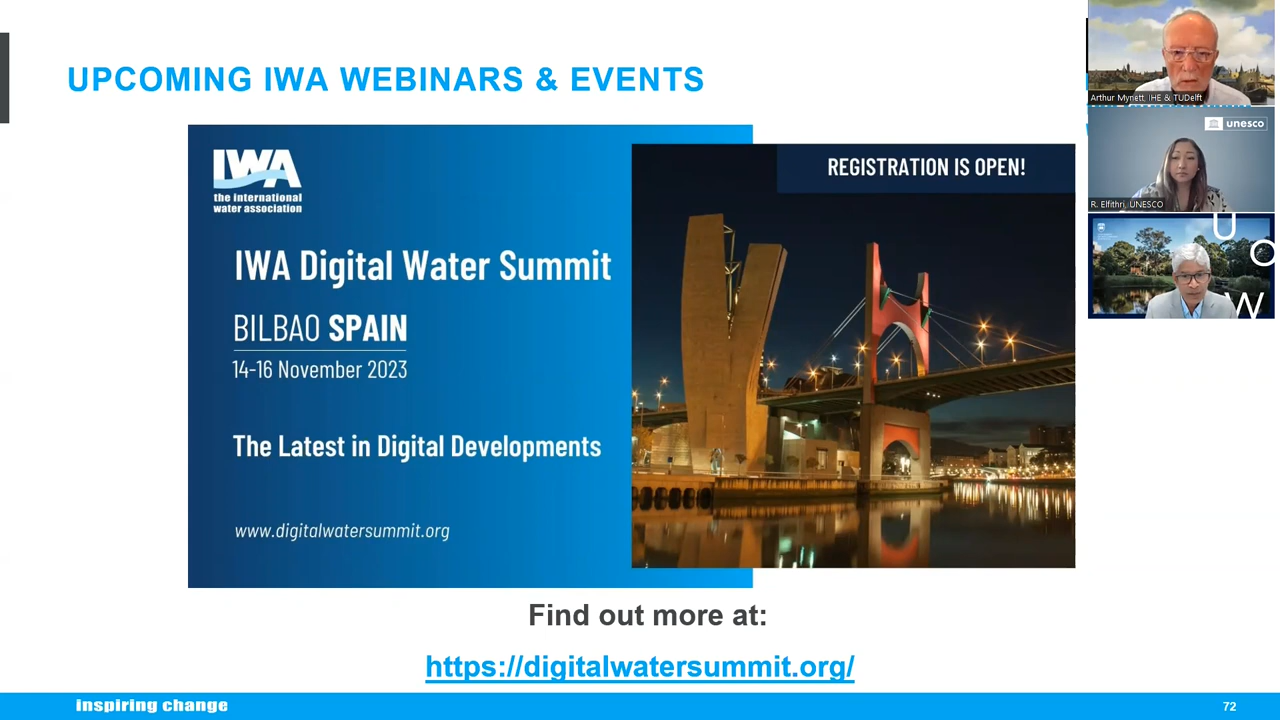 UPCOMING IWA WEBINARS & EVENTS
IWA
the international
water association
REGISTRATION IS OPEN!
IWA Digital Water Summit
BILBAO SPAIN
14-16 November 2023
The Latest in Digital Developments
www.digitalwatersummit.org
Find out more at:
https://digitalwatersummit.org/
inspiring change
72
Arthur Mynett, IHE & TUDelft
unesco
R. Elfithri, UNESCO
U
O
W